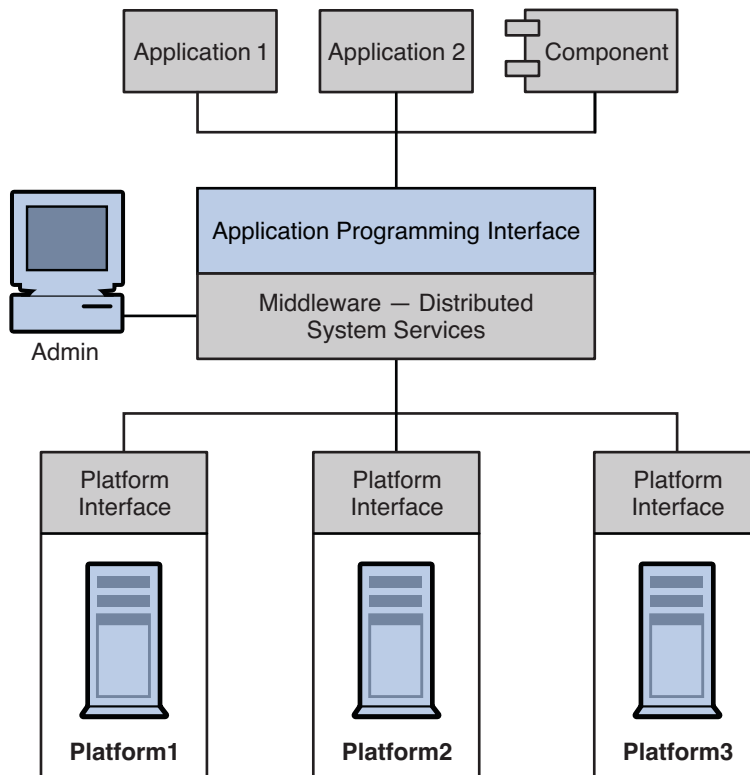 Application 1
Application 2
Component
Application Programming Interface
Middleware — Distributed
System Services
Admin
Platform
Interface
Platform
Interface
Platform
Interface
Platform1
Platform2
Platform3